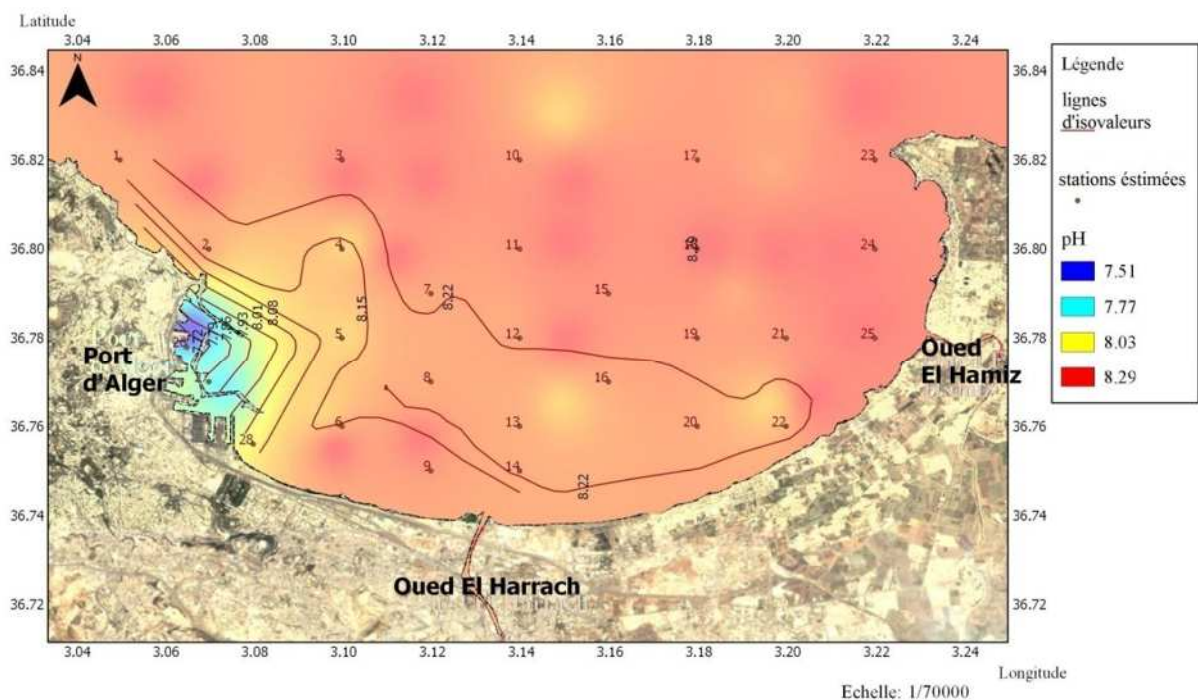 Latitude
3.04 3.06 3.08 3.10 3.12 3.14 3.16 3.18 3.20 3.22 3.24
N
36.84 36.84
Légende
lignes
d'isovaleurs
stations éstimées
pH
7.51
7.77
8.03
8.29
1 3 10 17 23
36.82 36.82
2 4 11 24
36.80 36.80
7 8.22 15
8.15
8.08
8.01
7.93
5 12 19 21 25
36.78 36.78
Port
d'Alger
Oued
El Hamiz
8 16
6 13 20 22
36.76 36.76
28
9 14
8.22
36.74 36.74
Oued El Harrach
36.72 36.72
3.04 3.06 3.08 3.10 3.12 3.14 3.16 3.18 3.20 3.22 3.24
Longitude
Echelle: 1/70000